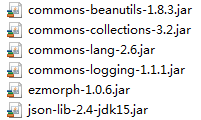 commons-beanutils-1.8.3.jar
commons-collections-3.2.jar
commons-lang-2.6.jar
commons-logging-1.1.1.jar
ezmorph-1.0.6.jar
json-lib-2.4-jdk15.jar